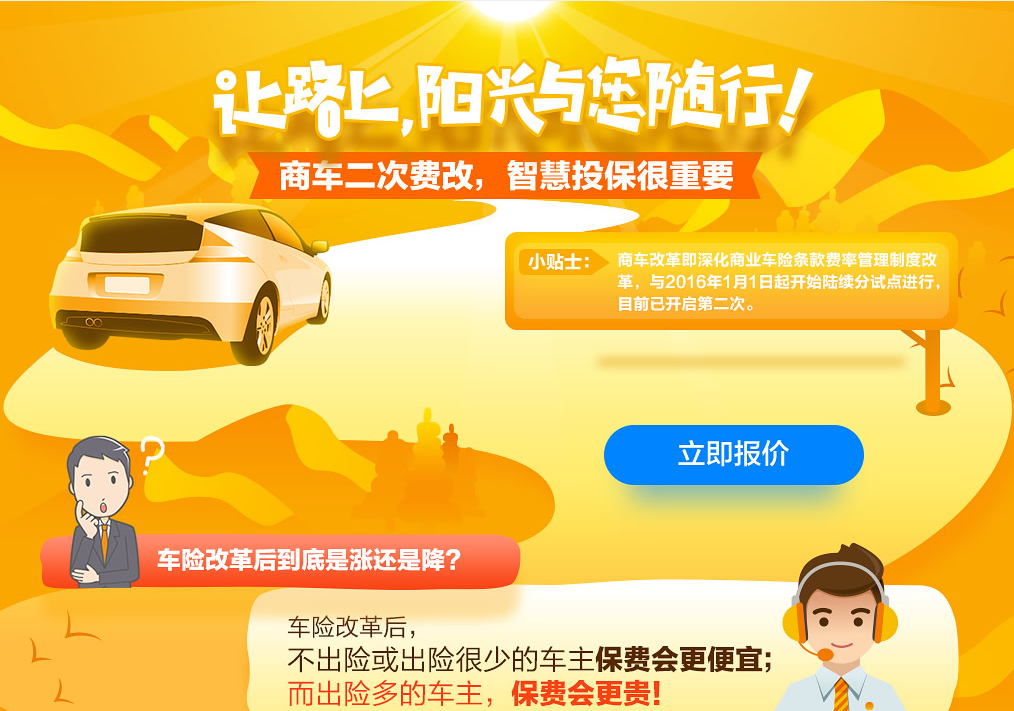 让路上,阳光与您随行!
商车二次费改，智慧投保很重要
小贴士：
商车改革即深化商业车险条款费率管理制度改
革，与2016年1月1日起开始陆续分试点进行，
目前已开启第二次。
立即报价
?
车险改革后到底是涨还是降？
车险改革后，
不出险或出险很少的车主保费会更便宜；
而出险多的车主，保费会更贵！